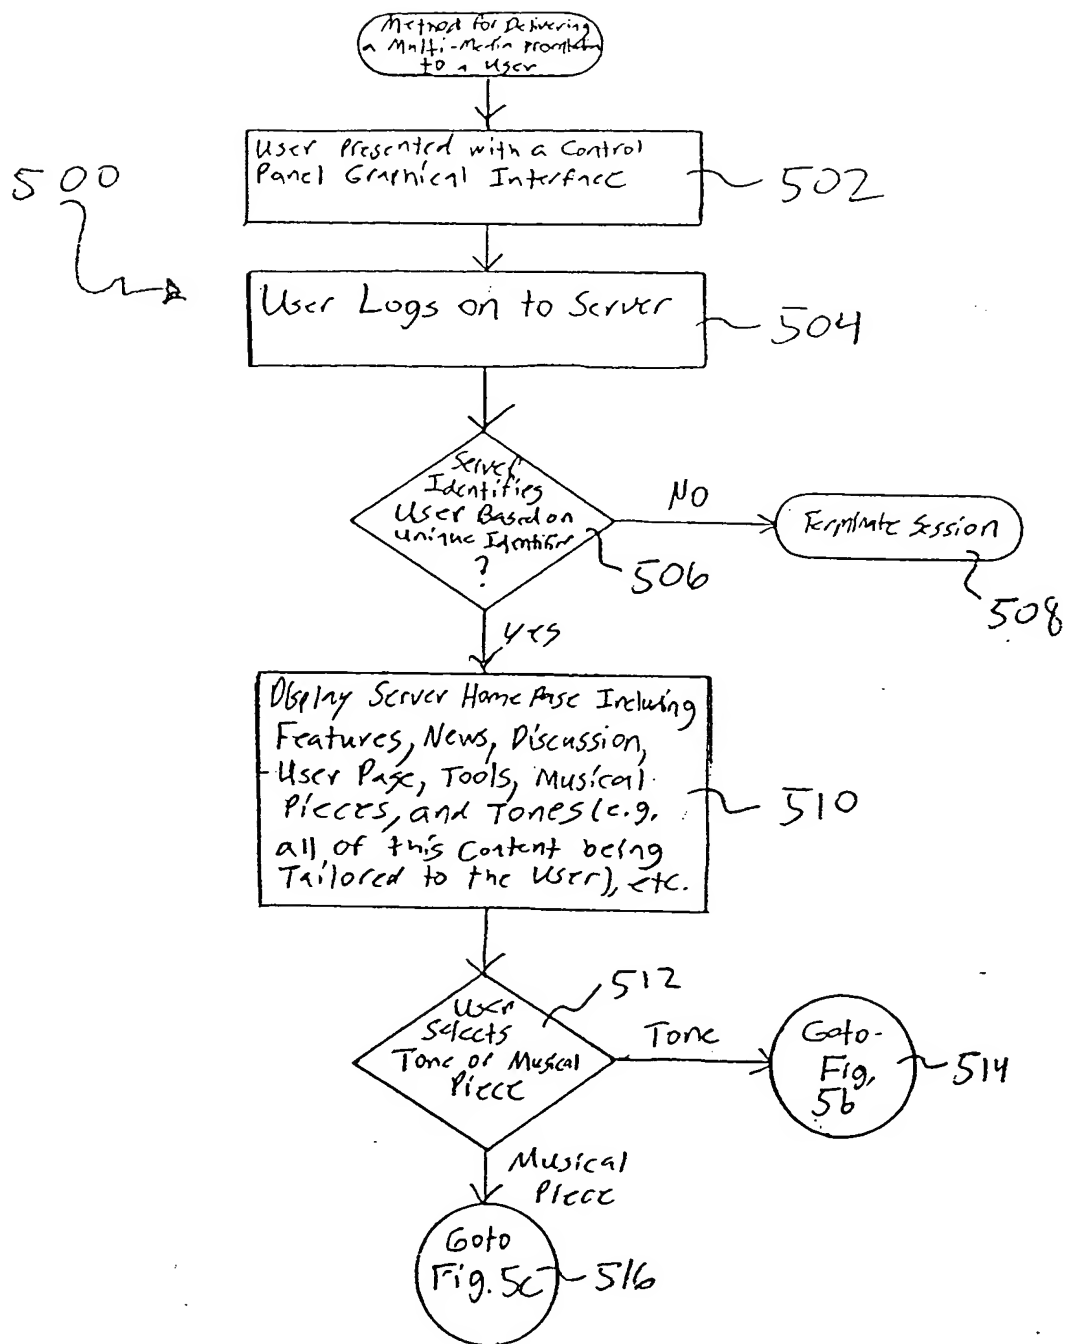 Method for Delivering
a Multi-Media
to a User
User Presented with a Control
Panel Graphical Interface
502
500
User Logs on to Server
504
Server
Identifies
User Based on
Unique Identifier
?
506
NO
Terminate Session
508
Yes
Display Server Home Page Incluing
Features, News, Discussion,
User Page, Tools, Musical
Pieces, and Tones (e.g.
all of this Content being
Tailored to the User), etc.
510
User
Selects
Tone or Musical
Piece
512
Tone
Goto
Fig.
5b
514
Musical
Piece
Goto
Fig. 5c
516